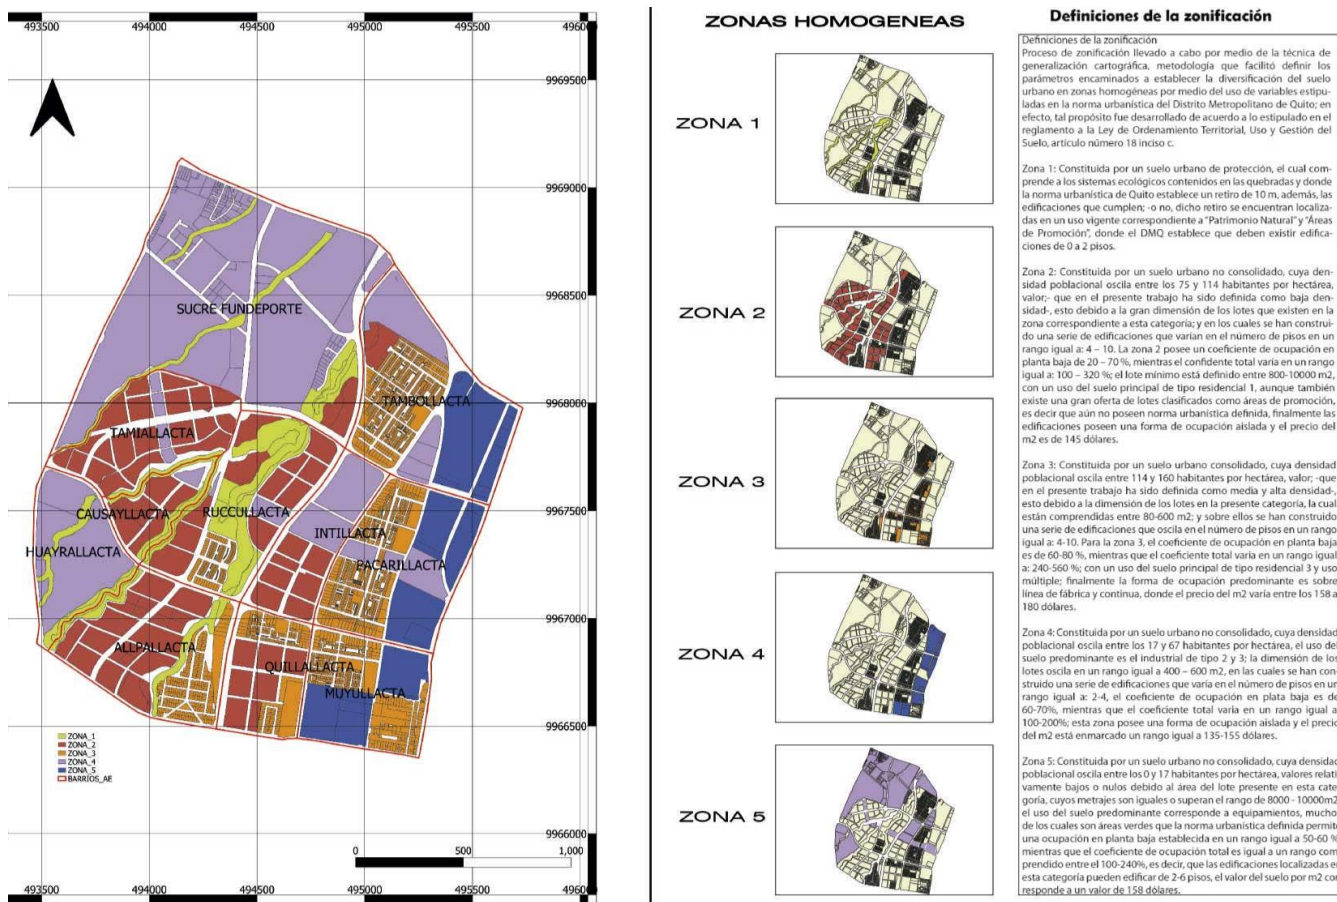 493500 494000 494500 495000 495500 4960
9969500
9969000
9968500
9968000
9967500
9967000
9966500
9966000
SUCRE FUNDEPORTE
TAMBOLLACTA
TAMIALLACTA
CAUSAYLLACTA
RUCCULLACTA
INTILLACTA
HUAYRALLACTA
PACARILLACTA
ALLPALLACTA
QUILLALLACTA
MUYULLACTA
ZONA_1
ZONA_2
ZONA_3
ZONA_4
ZONA_5
BARRIOS_AE
0 500 1,000
493500 494000 494500 495000 495500
ZONAS HOMOGENEAS
ZONA 1
ZONA 2
ZONA 3
ZONA 4
ZONA 5
Definiciones de la zonificación
Definiciones de la zonificación
Proceso de zonificación llevado a cabo por medio de la técnica de
generalización cartográfica, metodología que facilitó definir los
parámetros encaminados a establecer la diversificación del suelo
urbano en zonas homogéneas por medio del uso de variables estipu-
ladas en la norma urbanística del Distrito Metropolitano de Quito; en
efecto, tal propósito fue desarrollado de acuerdo a lo estipulado en el
reglamento a la Ley de Ordenamiento Territorial, Uso y Gestión del
Suelo, artículo número 18 inciso c.
Zona 1: Constituida por un suelo urbano de protección, el cual com-
prende a los sistemas ecológicos contenidos en las quebradas y donde
la norma urbanística de Quito establece un retiro de 10 m, además, las
edificaciones que cumplen; -o no, dicho retiro se encuentran localiza-
das en un uso vigente correspondiente a "Patrimonio Natural" y "Áreas
de Promoción", donde el DMQ establece que deben existir edifica-
ciones de 0 a 2 pisos.
Zona 2: Constituida por un suelo urbano no consolidado, cuya den-
sidad poblacional oscila entre los 75 y 114 habitantes por hectárea,
valor;- que en el presente trabajo ha sido definida como baja den-
sidad-, esto debido a la gran dimensión de los lotes que existen en la
zona correspondiente a esta categoría; y en los cuales se han construi-
do una serie de edificaciones que varían en el número de pisos en un
rango igual a: 4 – 10. La zona 2 posee un coeficiente de ocupación en
planta baja de 20 – 70 %, mientras el confidente total varía en un rango
igual a: 100 – 320 %; el lote mínimo está definido entre 800-10000 m2,
con un uso del suelo principal de tipo residencial 1, aunque también
existe una gran oferta de lotes clasificados como áreas de promoción,
es decir que aún no poseen norma urbanística definida, finalmente las
edificaciones poseen una forma de ocupación aislada y el precio del
m2 es de 145 dólares.
Zona 3: Constituida por un suelo urbano consolidado, cuya densidad
poblacional oscila entre 114 y 160 habitantes por hectárea, valor; -que
en el presente trabajo ha sido definida como media y alta densidad-,
esto debido a la dimensión de los lotes en la presente categoría, la cual
están comprendidas entre 80-600 m2; y sobre ellos se han construido
una serie de edificaciones que oscila en el número de pisos en un rango
igual a: 4-10. Para la zona 3, el coeficiente de ocupación en planta baja
es de 60-80 %, mientras que el coeficiente total varia en un rango igual
a: 240-560 %; con un uso del suelo principal de tipo residencial 3 y uso
múltiple; finalmente la forma de ocupación predominante es sobre
línea de fábrica y continua, donde el precio del m2 varía entre los 158 a
180 dólares.
Zona 4: Constituida por un suelo urbano no consolidado, cuya densidad
poblacional oscila entre los 17 y 67 habitantes por hectárea, el uso del
suelo predominante es el industrial de tipo 2 y 3; la dimensión de los
lotes oscila en un rango igual a 400 – 600 m2, en las cuales se han con-
struido una serie de edificaciones que varía en el número de pisos en un
rango igual a: 2-4, el coeficiente de ocupación en plata baja es de
60-70%, mientras que el coeficiente total varia en un rango igual a
100-200%; esta zona posee una forma de ocupación aislada y el precio
del m2 está enmarcado un rango igual a 135-155 dólares.
Zona 5: Constituida por un suelo urbano no consolidado, cuya densidad
poblacional oscila entre los 0 y 17 habitantes por hectárea, valores relati
vamente bajos o nulos debido al área del lote presente en esta cate
goría, cuyos metrajes son iguales o superan el rango de 8000 - 10000m2
el uso del suelo predominante corresponde a equipamientos, mucho
de los cuales son áreas verdes que la norma urbanística definida permite
una ocupación en planta baja establecida en un rango igual a 50-60 %
mientras que el coeficiente de ocupación total es igual a un rango com
prendido entre el 100-240%, es decir, que las edificaciones localizadas en
esta categoría pueden edificar de 2-6 pisos, el valor del suelo por m2 cor
responde a un valor de 158 dólares.